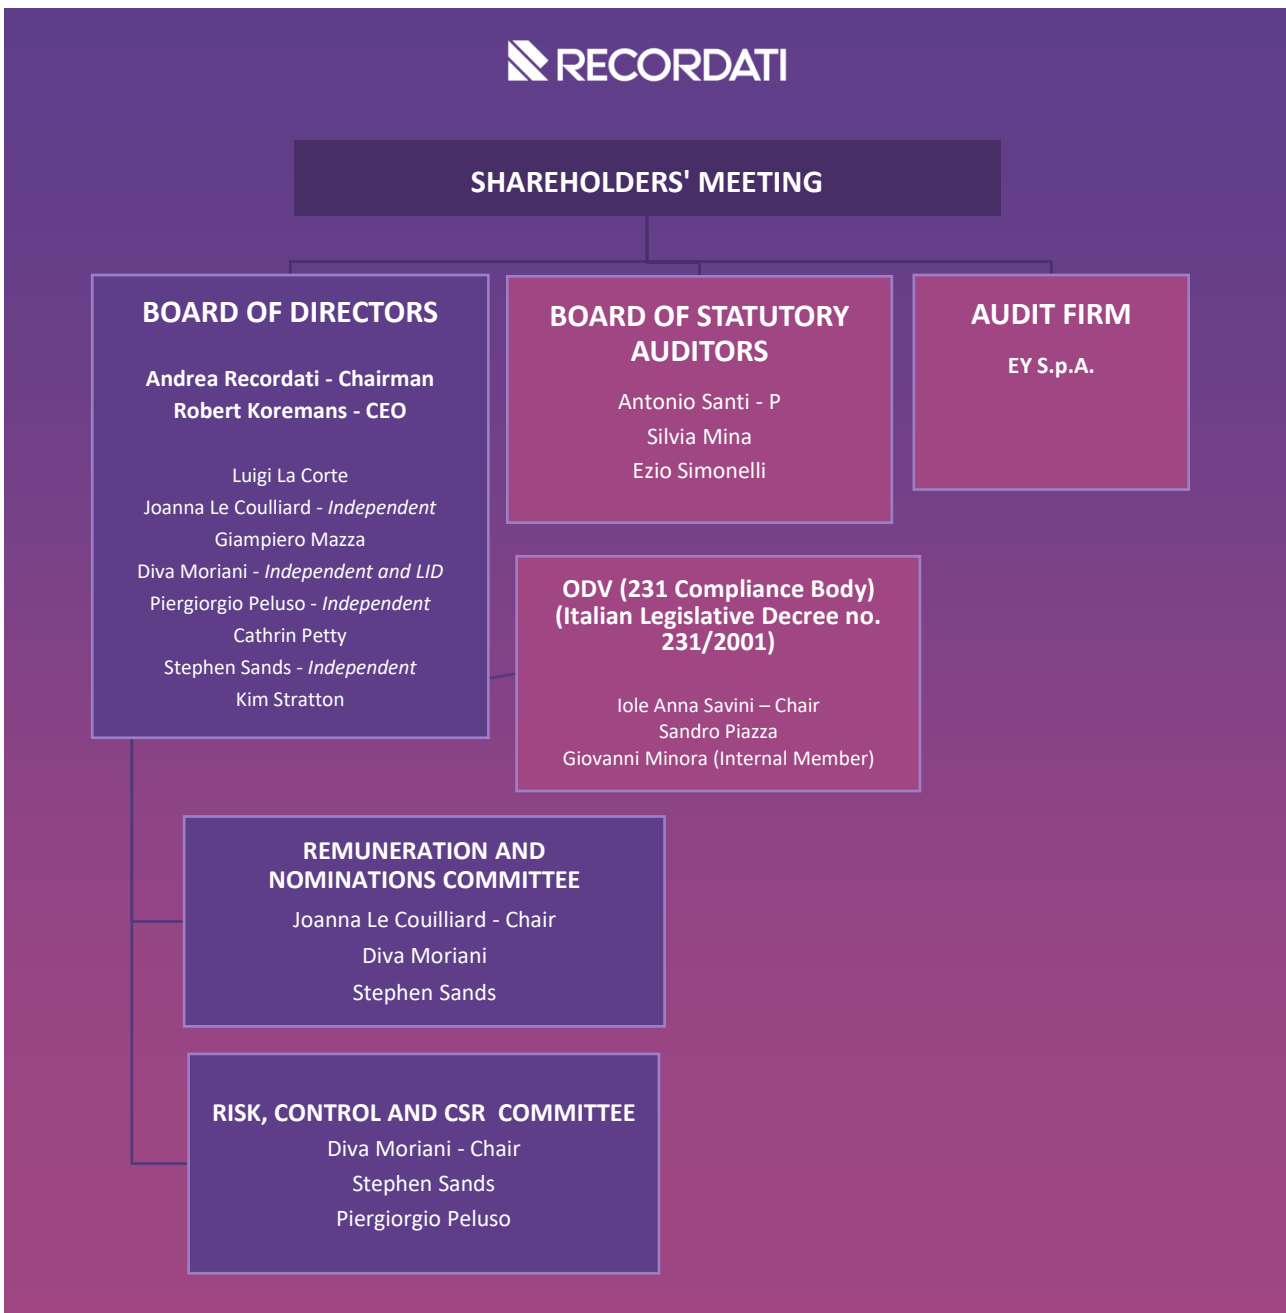 RECORDATI
SHAREHOLDERS' MEETING
BOARD OF DIRECTORS
Andrea Recordati - Chairman
Robert Koremans - CEO
Luigi La Corte
Joanna Le Coulliard - Independent
Giampiero Mazza
Diva Moriani - Independent and LID
Piergiorgio Peluso - Independent
Cathrin Petty
Stephen Sands - Independent
Kim Stratton
BOARD OF STATUTORY
AUDITORS
Antonio Santi - P
Silvia Mina
Ezio Simonelli
AUDIT FIRM
EY S.p.A.
ODV (231 Compliance Body)
(Italian Legislative Decree no.
231/2001)
Iole Anna Savini – Chair
Sandro Piazza
Giovanni Minora (Internal Member)
REMUNERATION AND
NOMINATIONS COMMITTEE
Joanna Le Couilliard - Chair
Diva Moriani
Stephen Sands
RISK, CONTROL AND CSR  COMMITTEE
Diva Moriani - Chair
Stephen Sands
Piergiorgio Peluso